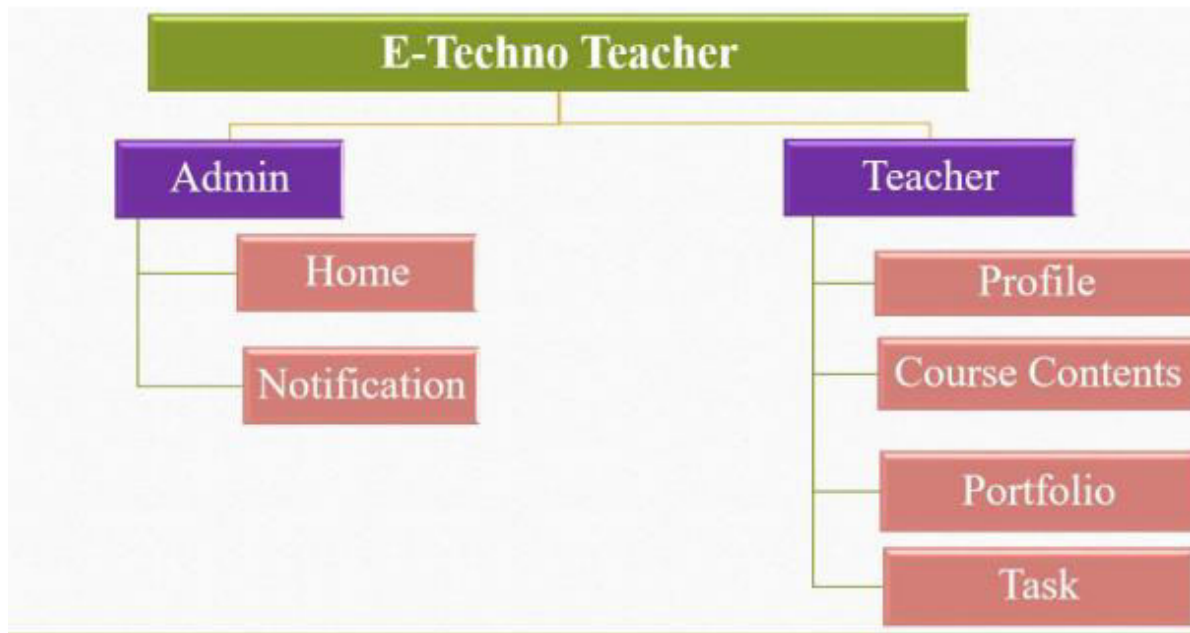 E-Techno Teacher
Admin
Home
Notification
Teacher
Profile
Course Contents
Portfolio
Task